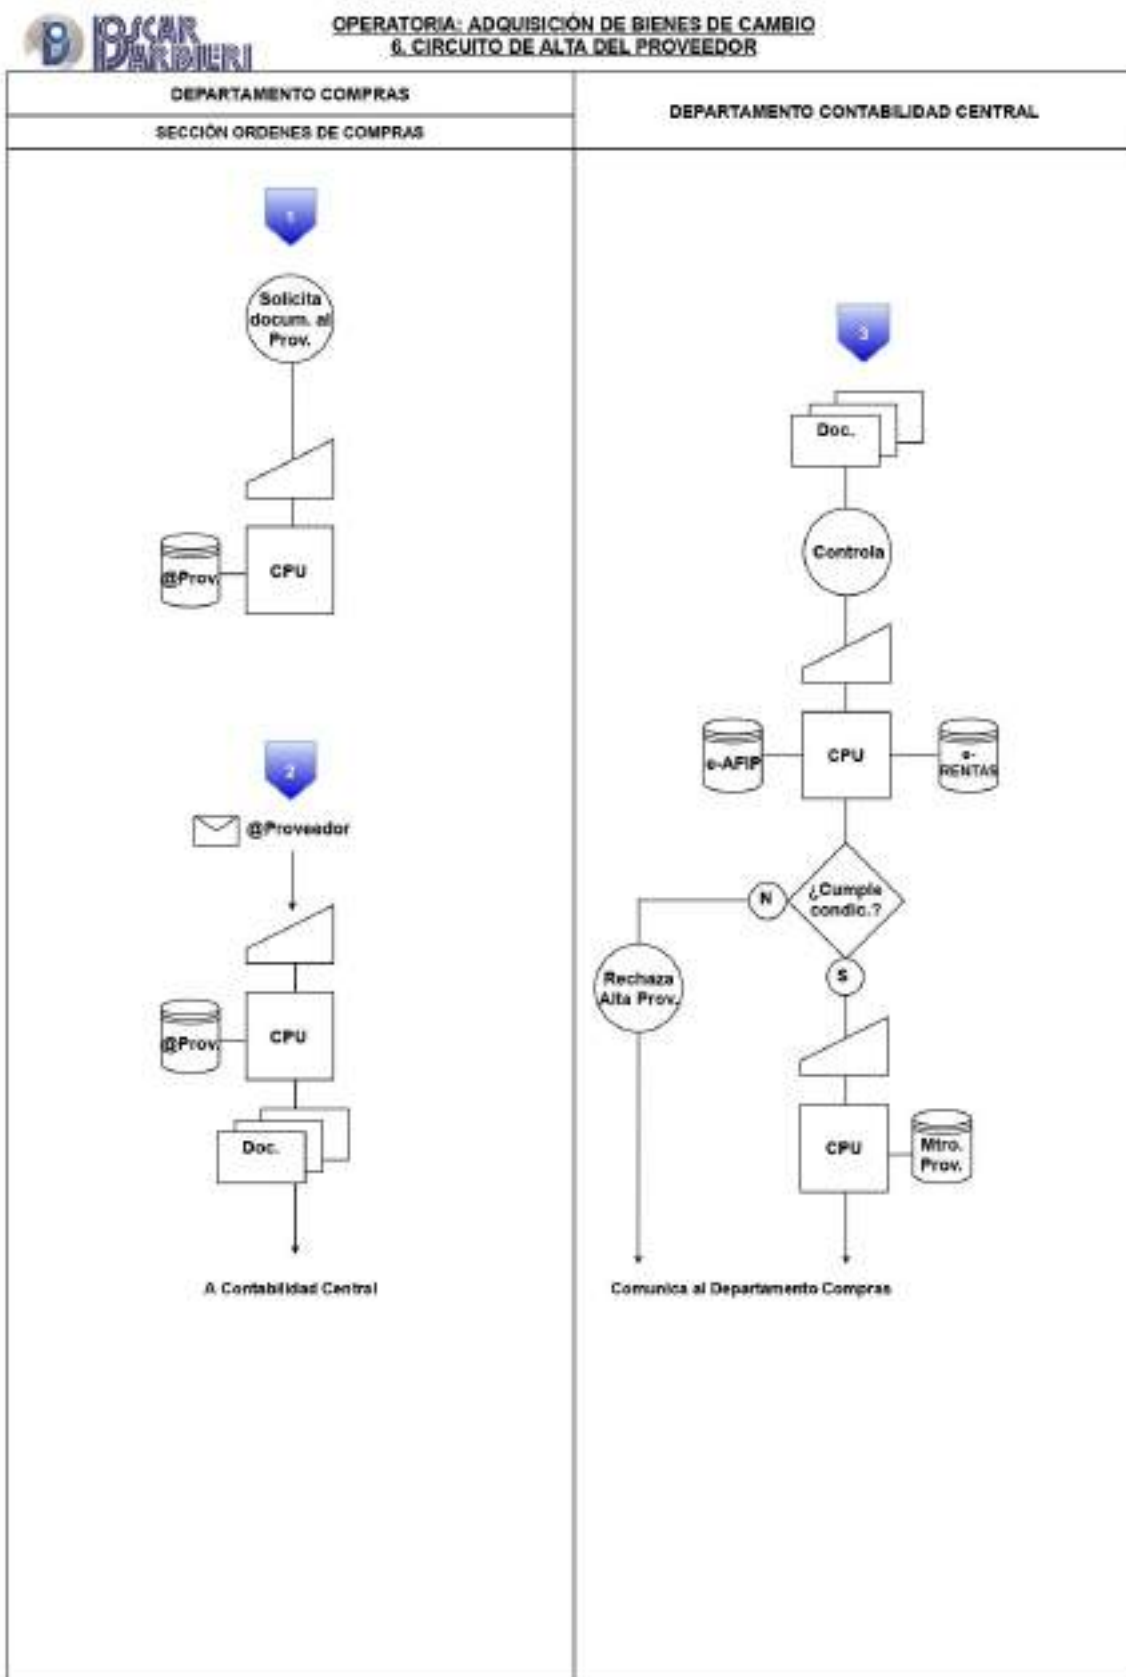 OSCAR
BARBIERI
OPERATORIA: ADQUISICIÓN DE BIENES DE CAMBIO
6. CIRCUITO DE ALTA DEL PROVEEDOR
DEPARTAMENTO COMPRAS
SECCIÓN ORDENES DE COMPRAS
DEPARTAMENTO CONTABILIDAD CENTRAL
1
Solicita
docum. al
Prov.
@Prov.
CPU
2
@Proveedor
@Prov.
CPU
Doc.
A Contabilidad Central
3
Doc.
Controla
e-AFIP
CPU
e-
RENTAS
¿Cumple
condic.?
N
S
Rechaza
Alta Prov.
CPU
Mtro.
Prov.
Comunica al Departamento Compras